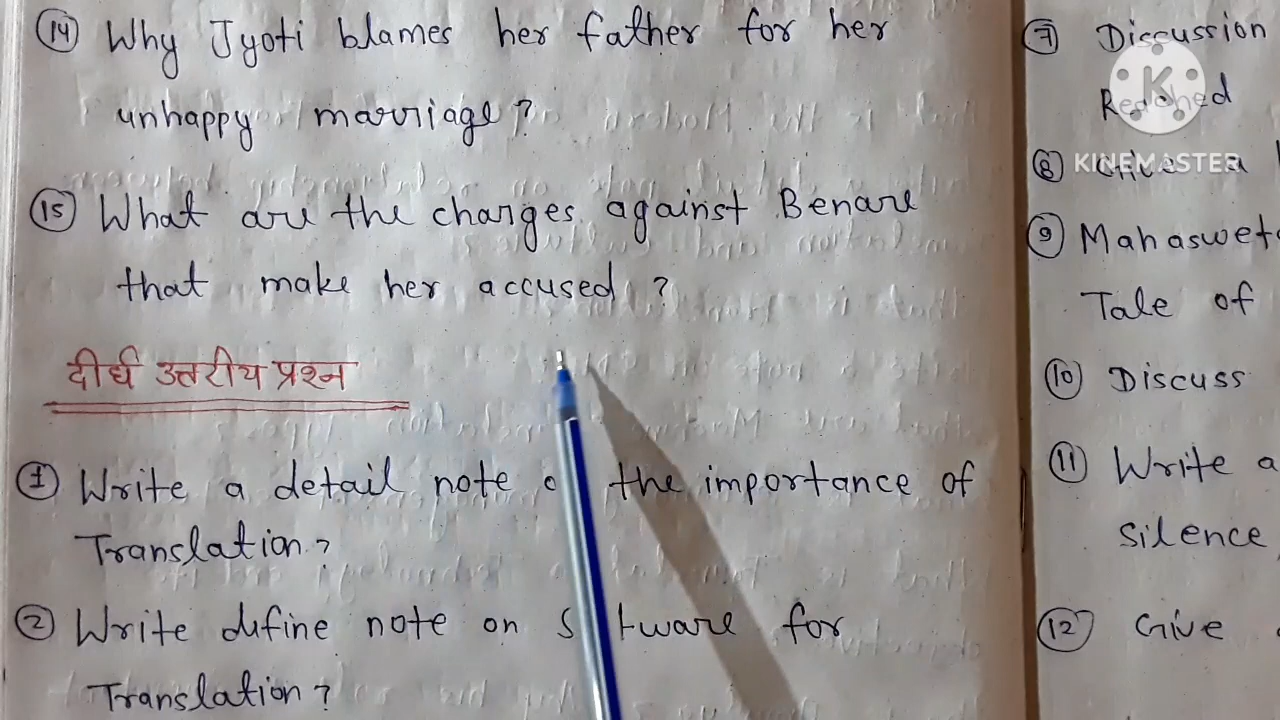 (14) Why Jyoti blames her father for her
unhappy marriage?
(15) What are the charges against Benare
that make her accused?
दीर्घ उत्तरीय प्रश्न
(1) Write a detail note the importance of
Translation?
(2) Write define note on for
Translation?
(7) Discussion
Reached
(8)
KINEMASTER
(9) Mahaswet
Tale of
(10) Discuss
(11) Write a
Silence
(12) Give